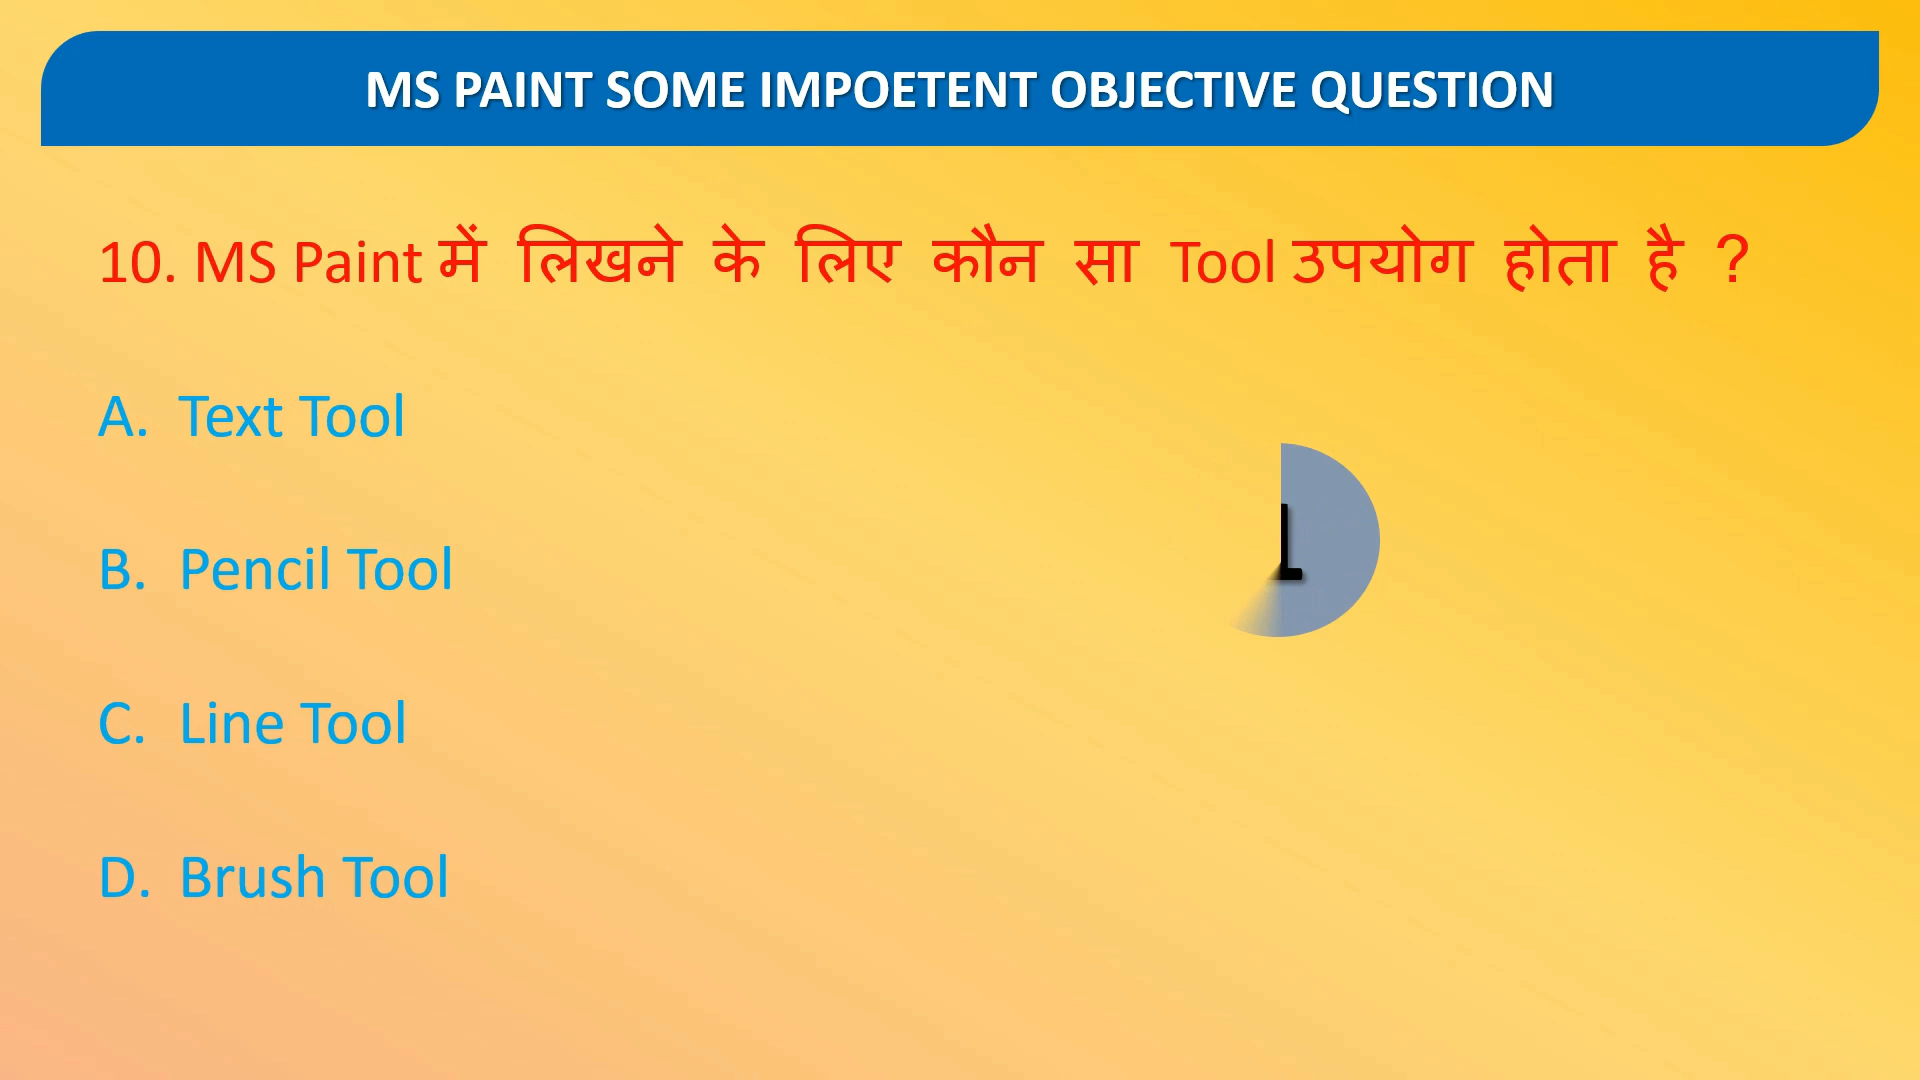 MS PAINT SOME IMPOETENT OBJECTIVE QUESTION
10. MS Paint में लिखने के लिए कौन सा Tool उपयोग होता है ?
A. Text Tool
1
B. Pencil Tool
C. Line Tool
D. Brush Tool